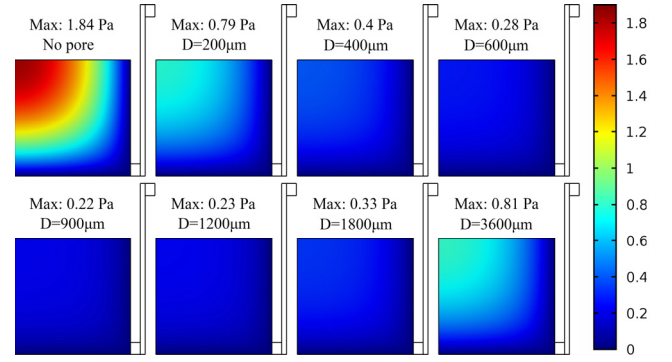 Max: 1.84 Pa
No pore
Max: 0.79 Pa
D=200μm
Max: 0.4 Pa
D=400μm
Max: 0.28 Pa
D=600μm
Max: 0.22 Pa
D=900μm
Max: 0.23 Pa
D=1200μm
Max: 0.33 Pa
D=1800μm
Max: 0.81 Pa
D=3600μm
1.8
1.6
1.4
1.2
1
0.8
0.6
0.4
0.2
0